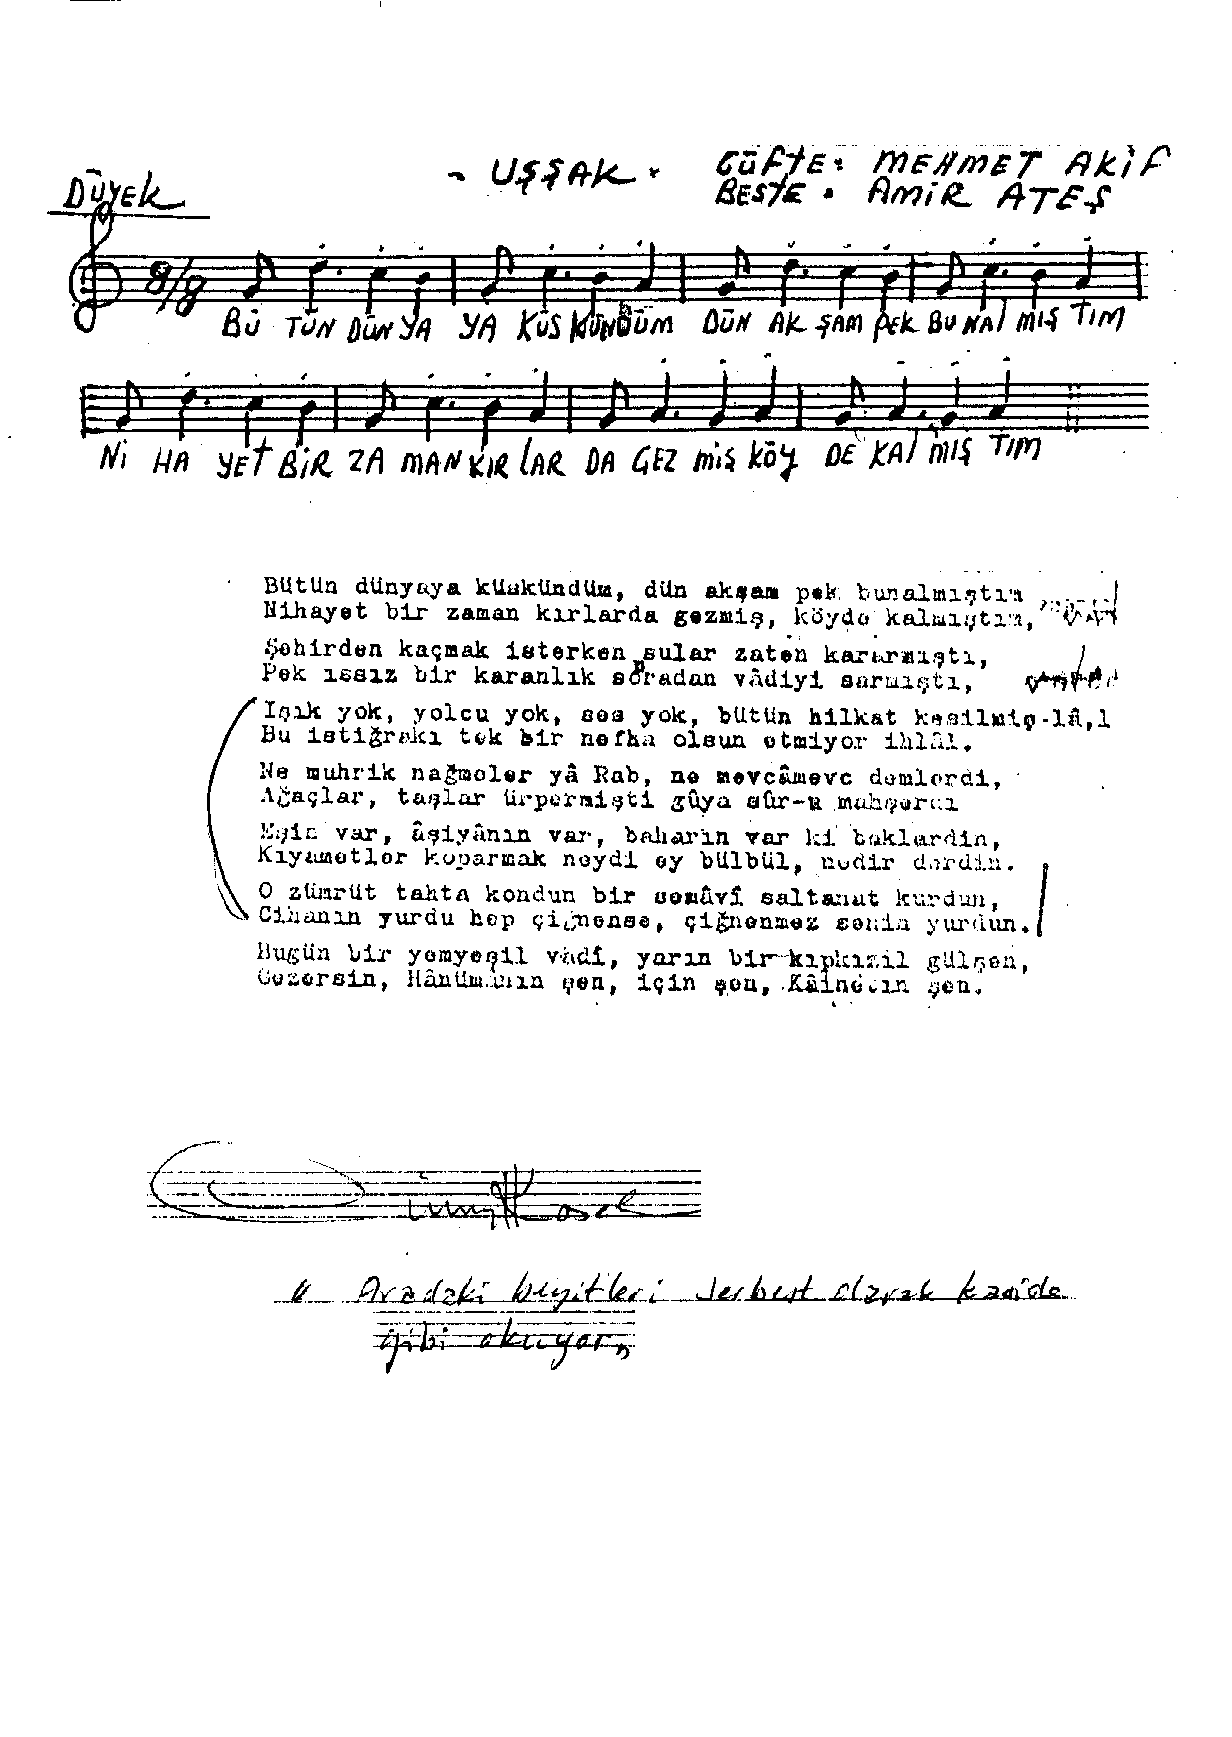 DÜYEK
- UŞŞAK -
GÜFTE: MEHMET AKİF
BESTE: AMİR ATEŞ
8/8
BÜ TÜN DÜN YA YA KÜS KÜN DÜM DÜN AK ŞAM PEK BU NAL MIŞ TIM
Nİ HA YET BİR ZA MAN KIR LAR DA GEZ MİŞ KÖY DE KAL MIŞ TIM
Bütün dünyaya küskündüm, dün akşam pek bunalmıştım
Nihayet bir zaman kırlarda gezmiş, köyde kalmıştım,
Şehirden kaçmak isterken sular zaten kararmıştı,
Pek ıssız bir karanlık sonradan vâdiyi sarmıştı,
Işık yok, yolcu yok, ses yok, bütün hilkat kesilmiş-lâ,l
Bu istiğrakı tek bir nefha olsun etmiyor ihlâl.
Ne muhrik nağmeler yâ Rab, ne mevcâmevc demlerdi,
Ağaçlar, taşlar ürpermişti gûya sûr-u mahşerdi
Eşin var, âşiyânın var, baharın var ki beklerdin,
Kıyametler koparmak neydi ey bülbül, nedir derdin.
O zümrüt tahta kondun bir semâvî saltanat kurdun,
Cihanın yurdu hep çiğnense, çiğnenmez senin yurdun.
Bugün bir yemyeşil vâdi, yarın bir kıpkızıl gülşen,
Gezersin, Hânümanın şen, için şen, Kâinatın şen.
" Aradaki beyitleri serbest olarak kaside
gibi okuyor "